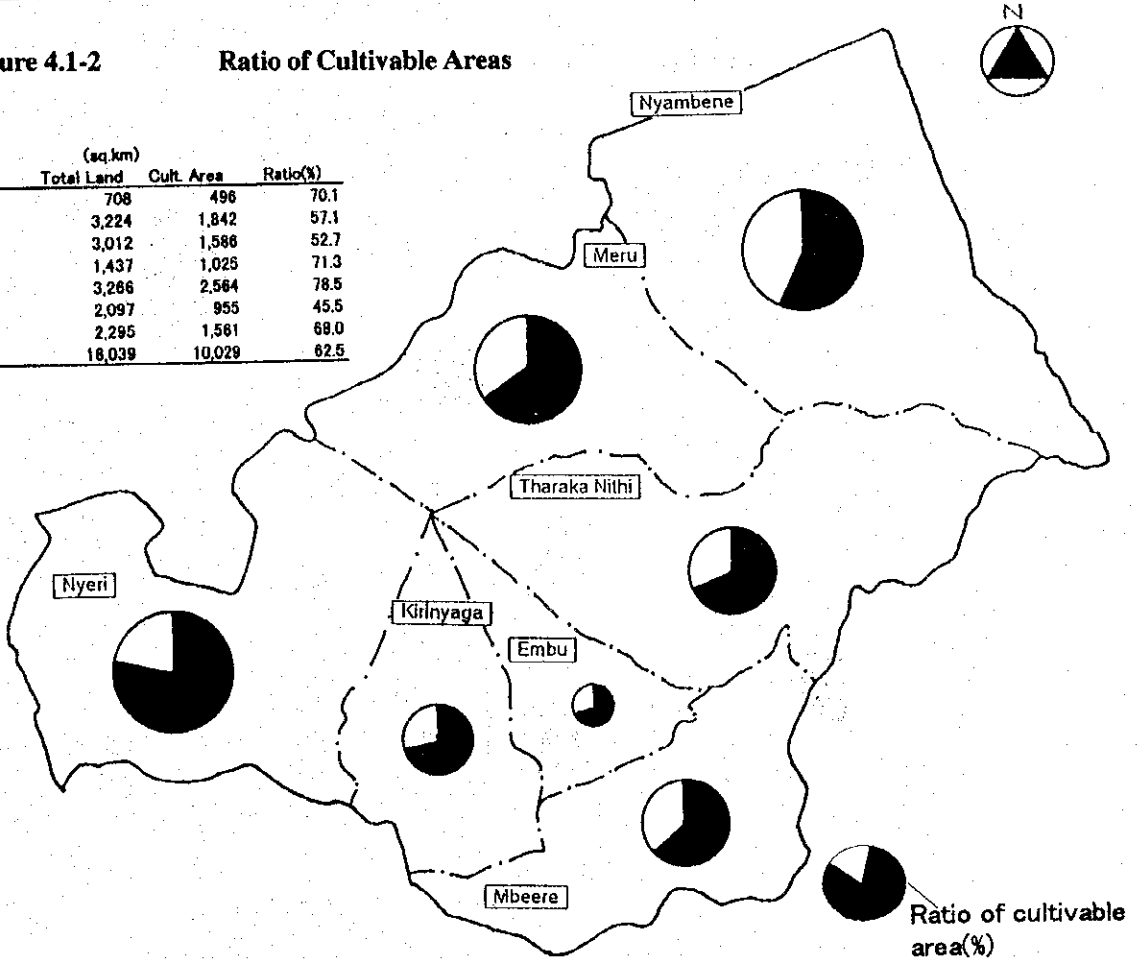 ure 4.1-2 Ratio of Cultivable Areas
N
(sq.km)
Total Land Cult. Area Ratio(%)
708 496 70.1
3,224 1,842 57.1
3,012 1,586 52.7
1,437 1,025 71.3
3,266 2,564 78.5
2,097 955 45.5
2,295 1,561 68.0
16,039 10,029 62.5
Nyambene
Meru
Tharaka Nithi
Nyeri
Kirinyaga
Embu
Mbeere
Ratio of cultivable
area(%)